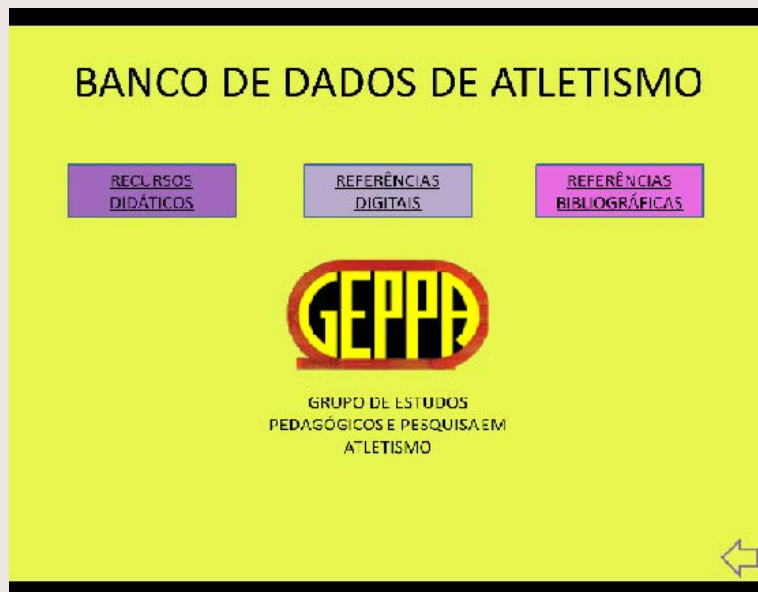 BANCO DE DADOS DE ATLETISMO
RECURSOS
DIDÁTICOS
REFERÊNCIAS
DIGITAIS
REFERÊNCIAS
BIBLIOGRÁFICAS
GEPPA
GRUPO DE ESTUDOS
PEDAGÓGICOS E PESQUISA EM
ATLETISMO